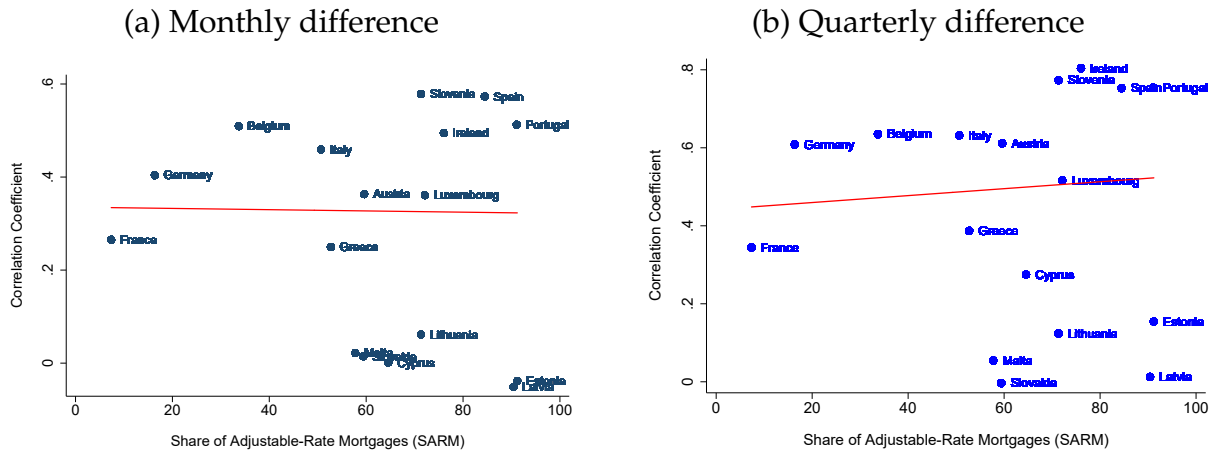 (a) Monthly difference
Correlation Coefficient
.6
.4
.2
0
Slovenia
Spain
Belgium
Portugal
Ireland
Italy
Germany
Austria
Luxembourg
France
Greece
Lithuania
Malta
Cyprus
Estonia
Latvia
0 20 40 60 80 100
Share of Adjustable-Rate Mortgages (SARM)
(b) Quarterly difference
Correlation Coefficient
.8
.6
.4
.2
0
Ireland
Slovenia
Spain Portugal
Belgium
Italy
Germany
Austria
Luxembourg
Greece
France
Cyprus
Estonia
Lithuania
Malta
Latvia
Slovakia
0 20 40 60 80 100
Share of Adjustable-Rate Mortgages (SARM)